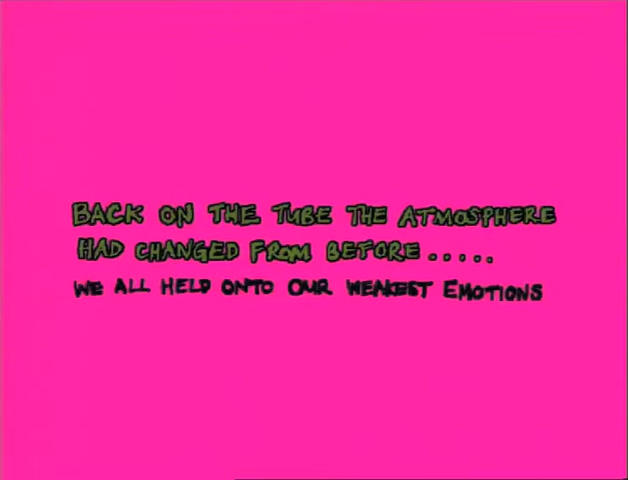 BACK ON THE TUBE THE ATMOSPHERE
HAD CHANGED FROM BEFORE.....
WE ALL HELD ONTO OUR WEAKEST EMOTIONS